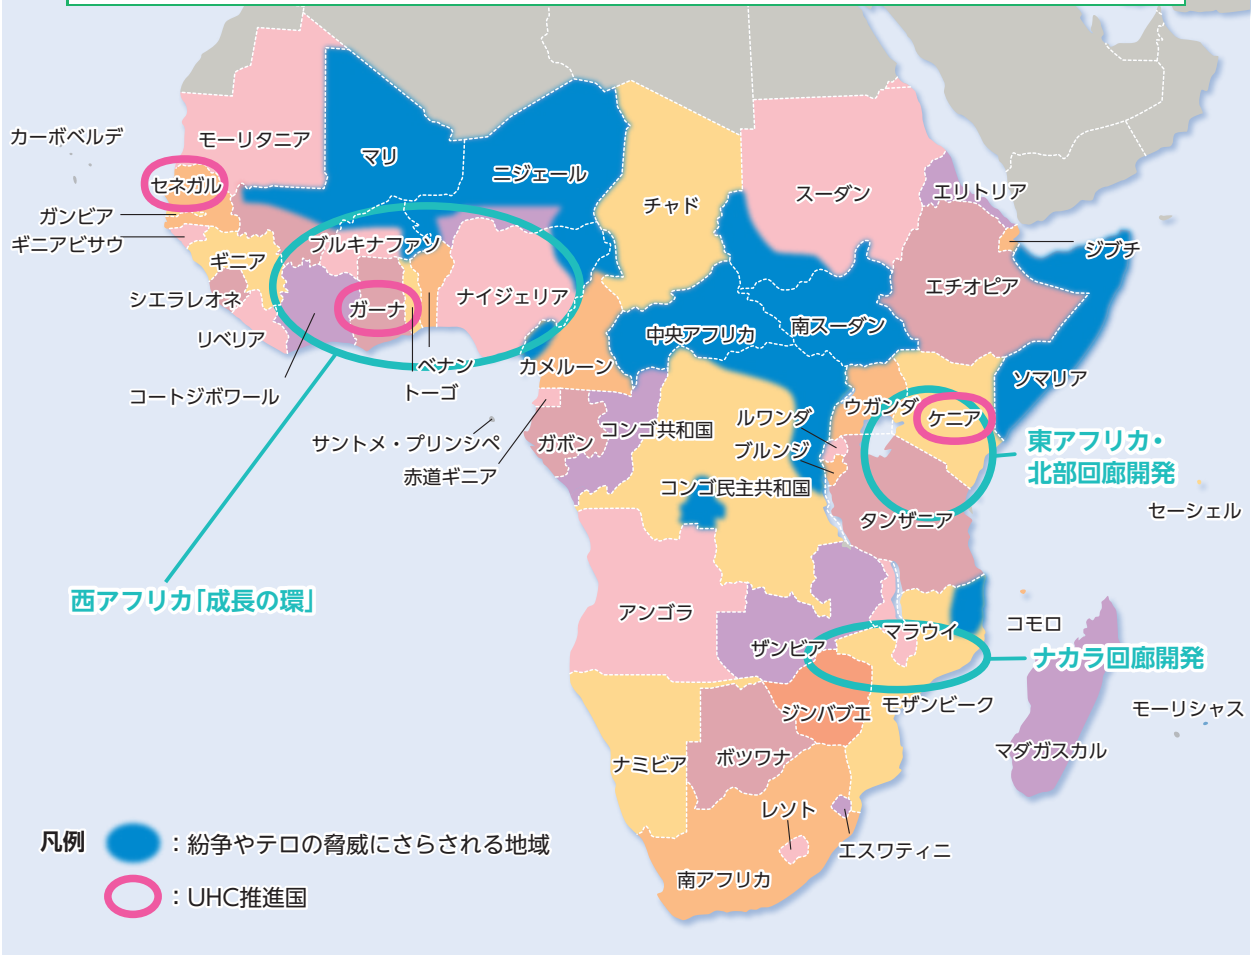 カーボベルデ
モーリタニア
マリ
ニジェール
セネガル
チャド
スーダン
エリトリア
ガンビア
ギニアビサウ
ブルキナファソ
ジブチ
ギニア
エチオピア
シエラレオネ
ガーナ
ナイジェリア
リベリア
中央アフリカ
南スーダン
ベナン
カメルーン
ソマリア
コートジボワール
トーゴ
ウガンダ
ケニア
ルワンダ
サントメ・プリンシペ
ガボン
コンゴ共和国
ブルンジ
東アフリカ・
北部回廊開発
赤道ギニア
コンゴ民主共和国
セーシェル
タンザニア
西アフリカ「成長の環」
アンゴラ
コモロ
マラウイ
ザンビア
ナカラ回廊開発
モザンビーク
モーリシャス
ジンバブエ
マダガスカル
ナミビア
ボツワナ
レソト
エスワティニ
南アフリカ
凡例
：紛争やテロの脅威にさらされる地域
：UHC推進国